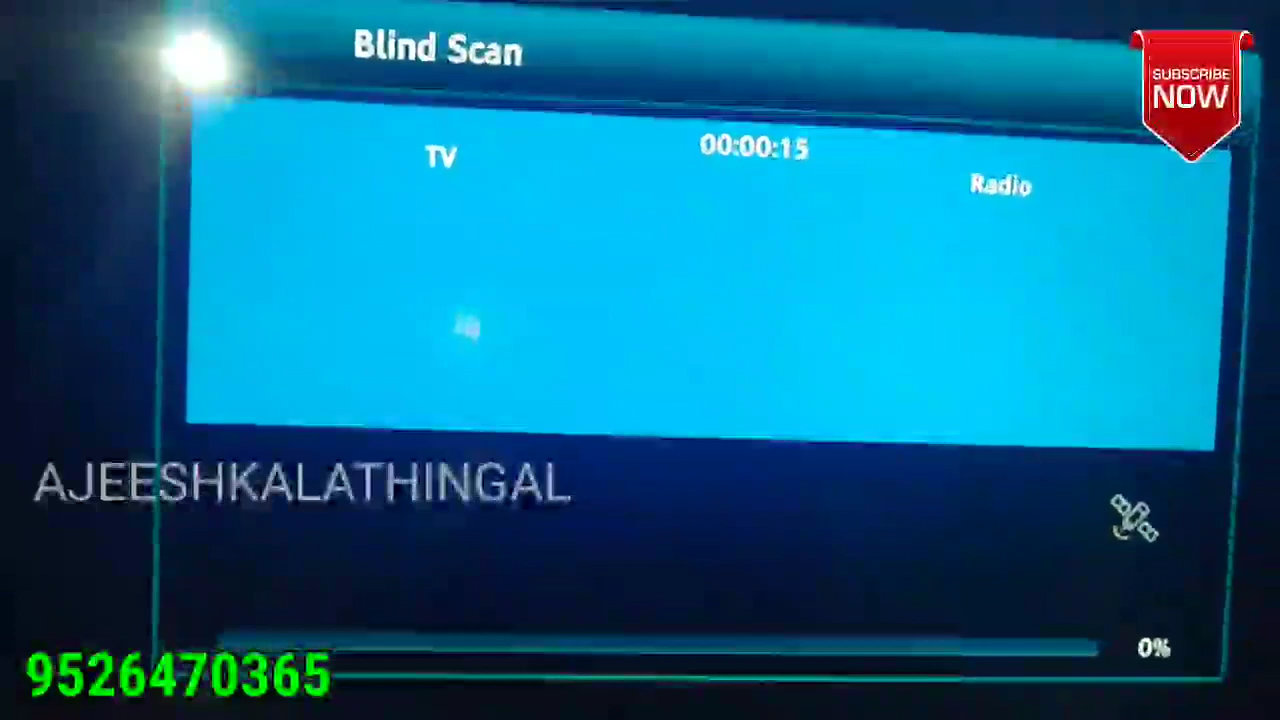 Blind Scan
SUBSCRIBE
NOW
00:00:15
TV
Radio
AJEESHKALATHINGAL
0%
9526470365